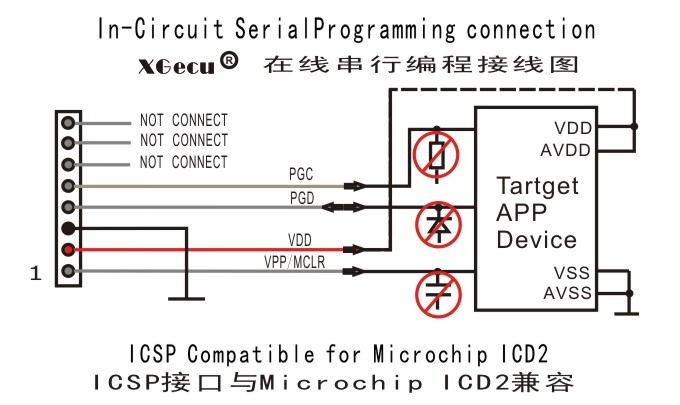 In-Circuit SerialProgramming connection
XGecu® 在线串行编程接线图
NOT CONNECT
NOT CONNECT
NOT CONNECT
PGC
PGD
VDD
VPP/MCLR
1
VDD
AVDD
Tartget
APP
Device
VSS
AVSS
ICSP Compatible for Microchip ICD2
ICSP接口与Microchip ICD2兼容